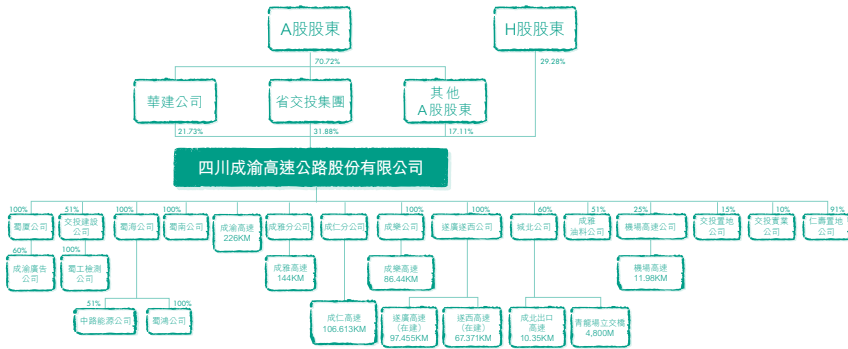 A股股東
H股股東
70.72%
29.28%
華建公司
省交投集團
其他
A股股東
21.73%
31.88%
17.11%
四川成渝高速公路股份有限公司
100%
51%
100%
100%
60%
51%
25%
15%
10%
91%
100%
100%
蜀廈公司
交投建設
公司
蜀海公司
蜀南公司
成渝高速
226KM
成雅分公司
成仁分公司
成樂公司
遂廣遂西公司
城北公司
成雅
油料公司
機場高速公司
交投置地
公司
交投實業
公司
仁壽置地
公司
60%
100%
成渝廣告
公司
蜀工檢測
公司
成雅高速
144KM
成樂高速
86.44KM
機場高速
11.98KM
51%
100%
中路能源公司
蜀鴻公司
成仁高速
106.613KM
遂廣高速
(在建)
97.455KM
遂西高速
(在建)
67.371KM
成北出口
高速
10.35KM
青龍場立交橋
4,800M